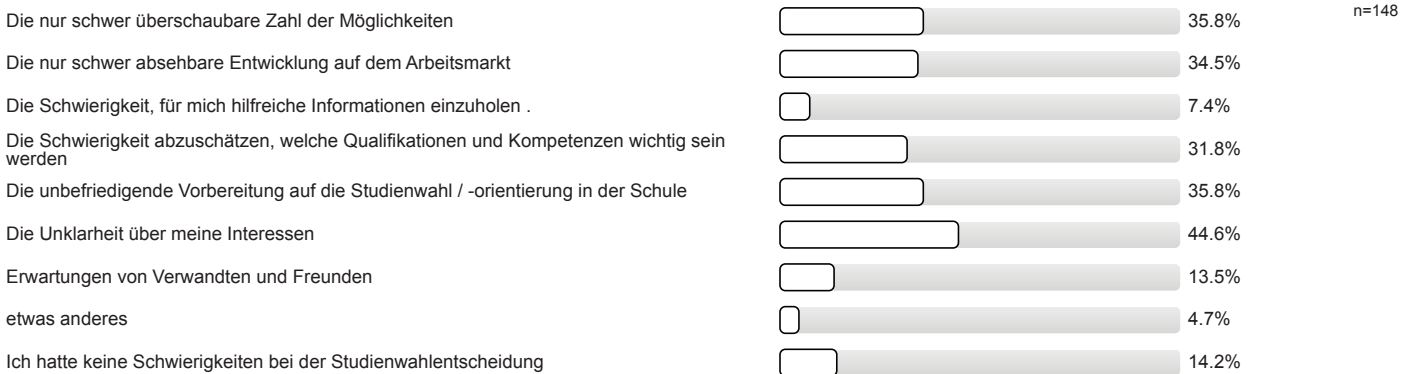 Die nur schwer überschaubare Zahl der Möglichkeiten 35.8% n=148
Die nur schwer absehbare Entwicklung auf dem Arbeitsmarkt 34.5%
Die Schwierigkeit, für mich hilfreiche Informationen einzuholen . 7.4%
Die Schwierigkeit abzuschätzen, welche Qualifikationen und Kompetenzen wichtig sein
werden 31.8%
Die unbefriedigende Vorbereitung auf die Studienwahl / -orientierung in der Schule 35.8%
Die Unklarheit über meine Interessen 44.6%
Erwartungen von Verwandten und Freunden 13.5%
etwas anderes 4.7%
Ich hatte keine Schwierigkeiten bei der Studienwahlentscheidung 14.2%